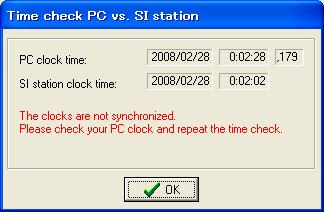 Time check PC vs. SI station
PC clock time: 2008/02/28 0:02:28 ,179
SI station clock time: 2008/02/28 0:02:02
The clocks are not synchronized.
Please check your PC clock and repeat the time check.
OK